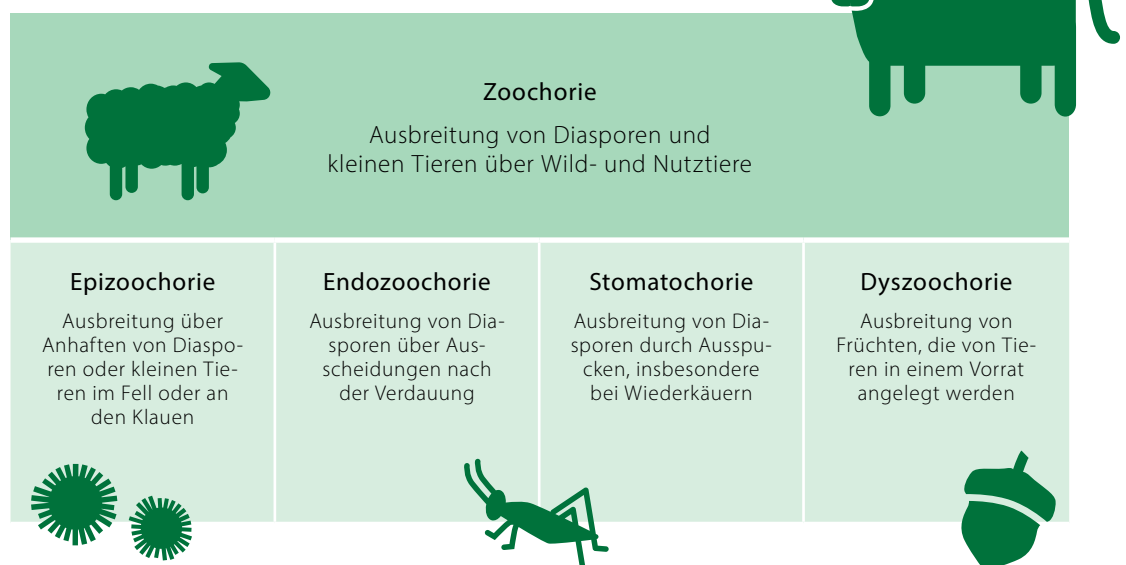 Zoochorie
Ausbreitung von Diasporen und
kleinen Tieren über Wild- und Nutztiere
Epizoochorie
Ausbreitung über
Anhaften von Diaspo-
ren oder kleinen Tie-
ren im Fell oder an
den Klauen
Endozoochorie
Ausbreitung von Dia-
sporen über Aus-
scheidungen nach
der Verdauung
Stomatochorie
Ausbreitung von Dia-
sporen durch Ausspu-
cken, insbesondere
bei Wiederkäuern
Dyszoochorie
Ausbreitung von
Früchten, die von Tie-
ren in einem Vorrat
angelegt werden